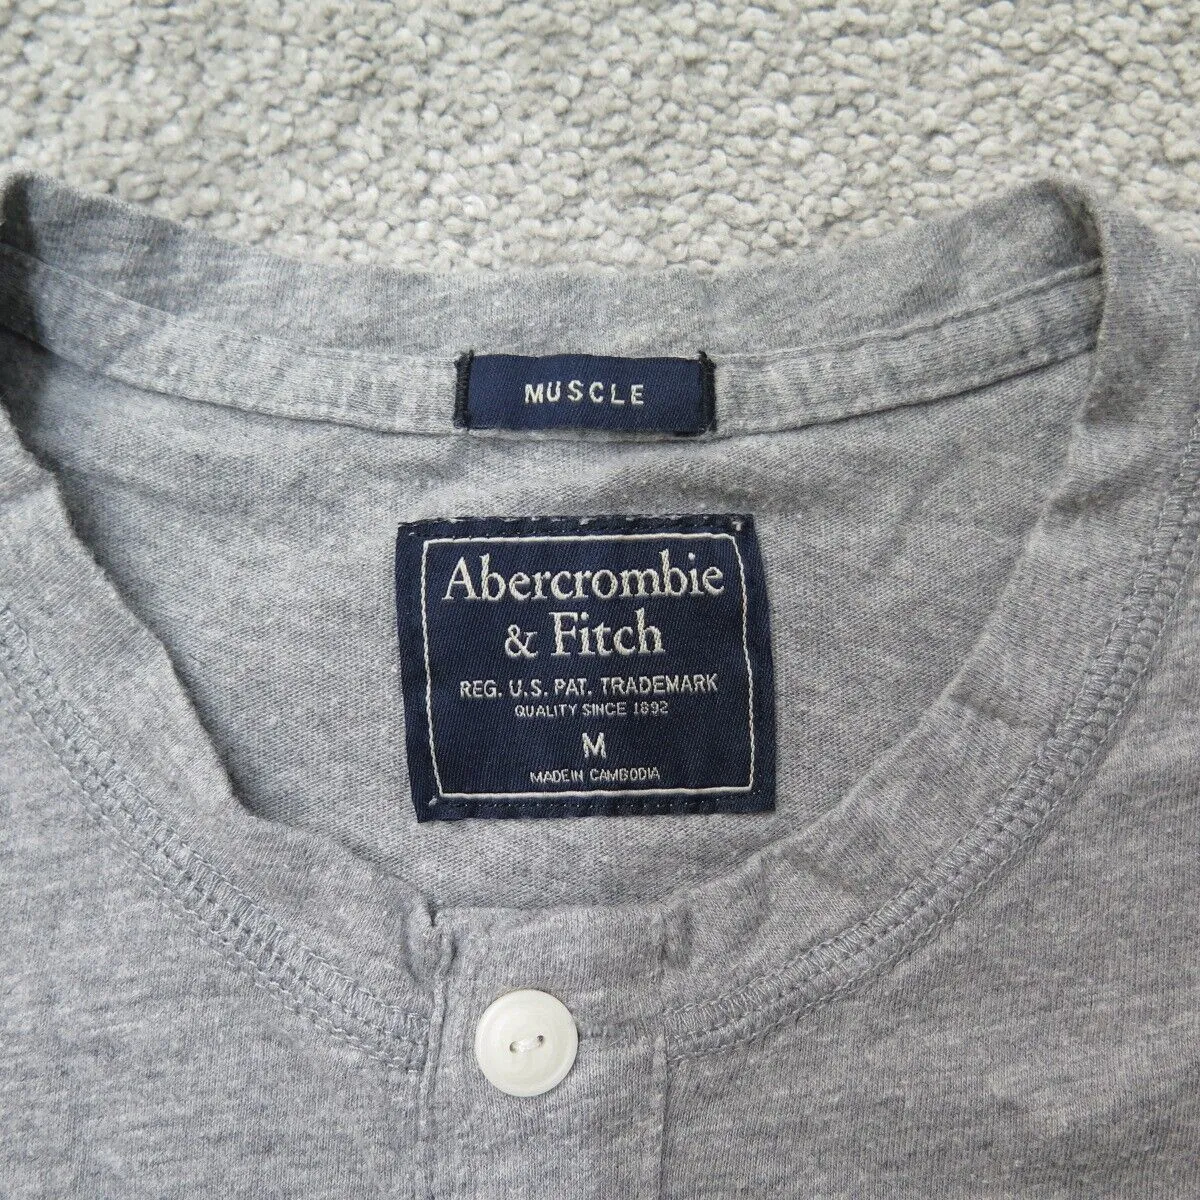 MUSCLE
Abercrombie
& Fitch
REG. U.S. PAT. TRADEMARK
QUALITY SINCE 1892
M
MADE IN CAMBODIA